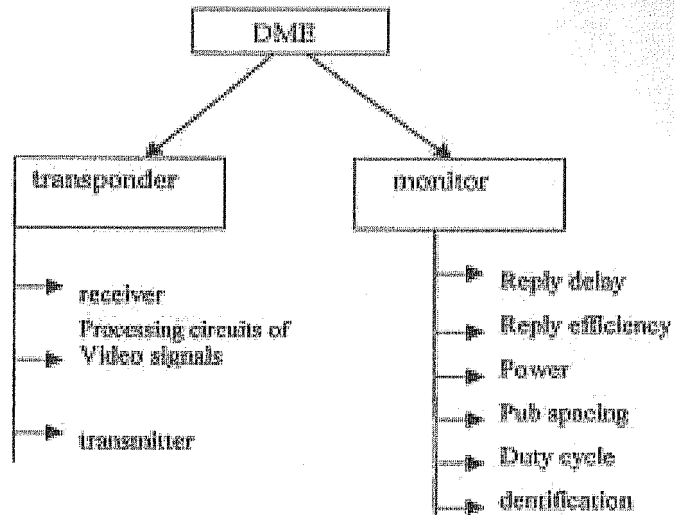 DME
transponder
monitor
receiver
Processing circuits of
Video signals
transmitter
Reply delay
Reply efficiency
Power
Pub spacing
Duty cycle
dentification